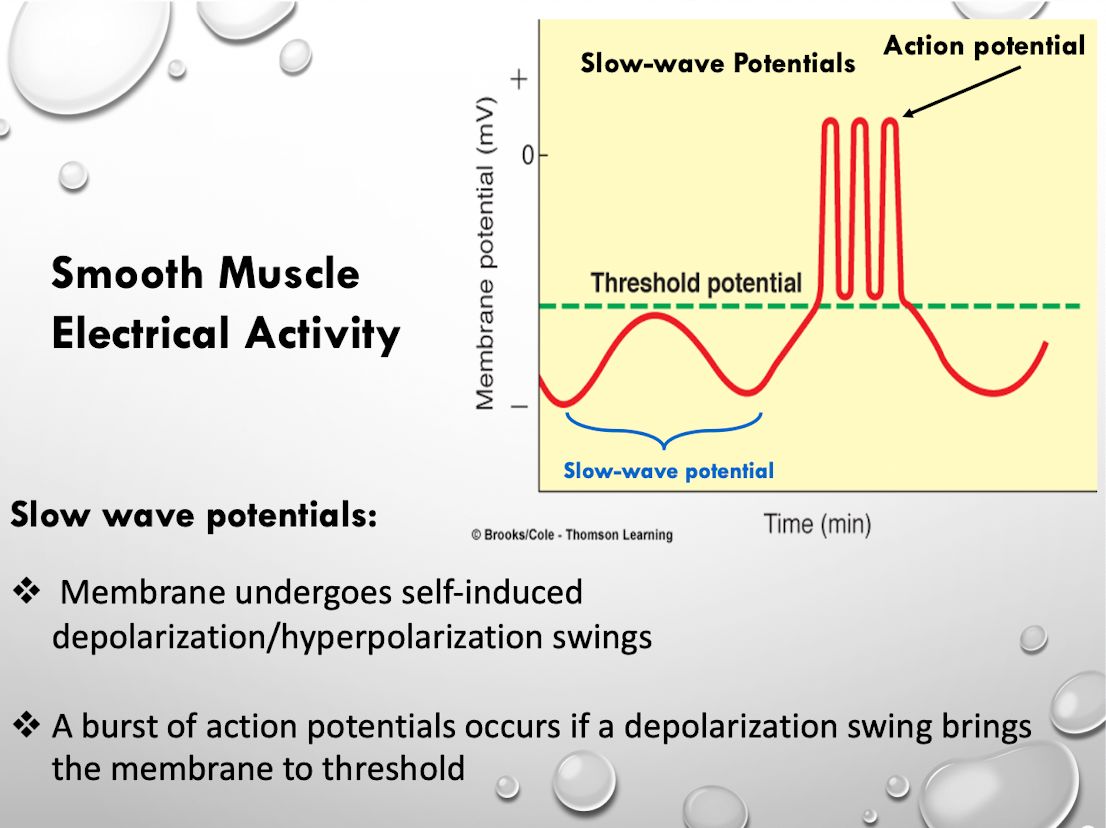 Slow-wave Potentials
Action potential
+
0
Membrane potential (mV)
Threshold potential
–
Slow-wave potential
Time (min)
© Brooks/Cole - Thomson Learning
Smooth Muscle
Electrical Activity
Slow wave potentials:
❖ Membrane undergoes self-induced
depolarization/hyperpolarization swings
❖ A burst of action potentials occurs if a depolarization swing brings
the membrane to threshold